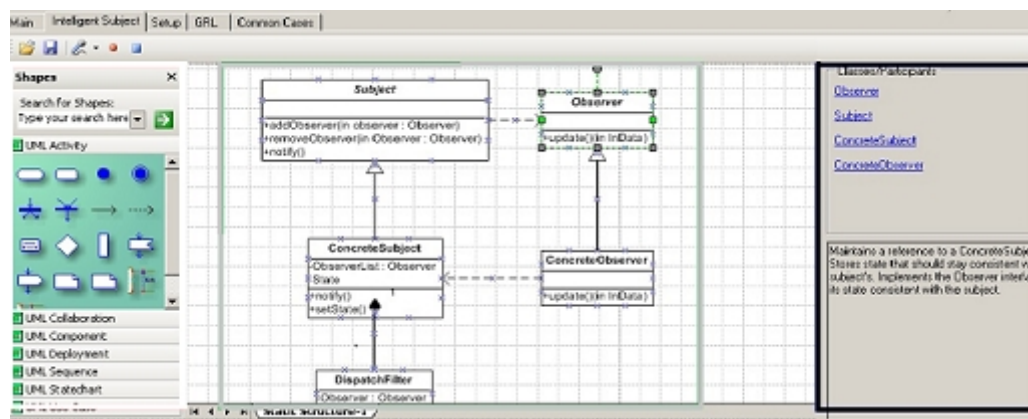 Main Intelligent Subject Setup GRL Common Cases
Shapes
Search for Shapes:
Type your search here
UML Activity
UML Collaboration
UML Component
UML Deployment
UML Sequence
UML Statechart
Subject
+addObserver(in observer : Observer)
+removeObserver(in Observer : Observer)
+notify()
Observer
+update()(in InData)
ConcreteSubject
-ObserverList : Observer
State
+notify()
+setState()
ConcreteObserver
+update()(in InData)
DispatchFilter
Observer : Observer
Static Structure-1
Classes/Participants
Observer
Subject
ConcreteSubject
ConcreteObserver
Maintains a reference to a ConcreteSubje
Stores state that should stay consistent w
subject's. Implements the Observer interf
its state consistent with the subject.